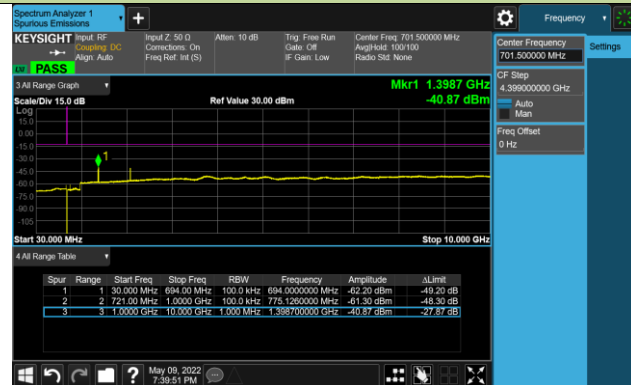 Spectrum Analyzer 1
Spurious Emissions
Frequency
KEYSIGHT Input: RF Input Z: 50 Ω Atten: 10 dB Trig: Free Run Center Freq: 701.500000 MHz
Coupling: DC Corrections: On Gate: Off Avg|Hold: 100/100
Align: Auto Freq Ref: Int (S) IF Gain: Low Radio Std: None
PASS
Center Frequency
701.500000 MHz
Settings
CF Step
4.399000000 GHz
Auto
Man
Freq Offset
0 Hz
3 All Range Graph Mkr1 1.3987 GHz
Scale/Div 15.0 dB Ref Value 30.00 dBm -40.87 dBm
Log
15.0
0.00
-15.0
-30.0
1
-45.0
-60.0
-75.0
-90.0
-105
Start 30.000 MHz Stop 10.000 GHz
4 All Range Table
Spur Range Start Freq Stop Freq RBW Frequency Amplitude ΔLimit
1 1 30.000 MHz 694.00 MHz 100.0 kHz 694.0000000 MHz -62.20 dBm -49.20 dB
2 2 721.00 MHz 1.0000 GHz 100.0 kHz 775.1260000 MHz -61.30 dBm -48.30 dB
3 3 1.0000 GHz 10.000 GHz 1.000 MHz 1.398700000 GHz -40.87 dBm -27.87 dB
? May 09, 2022
7:39:51 PM